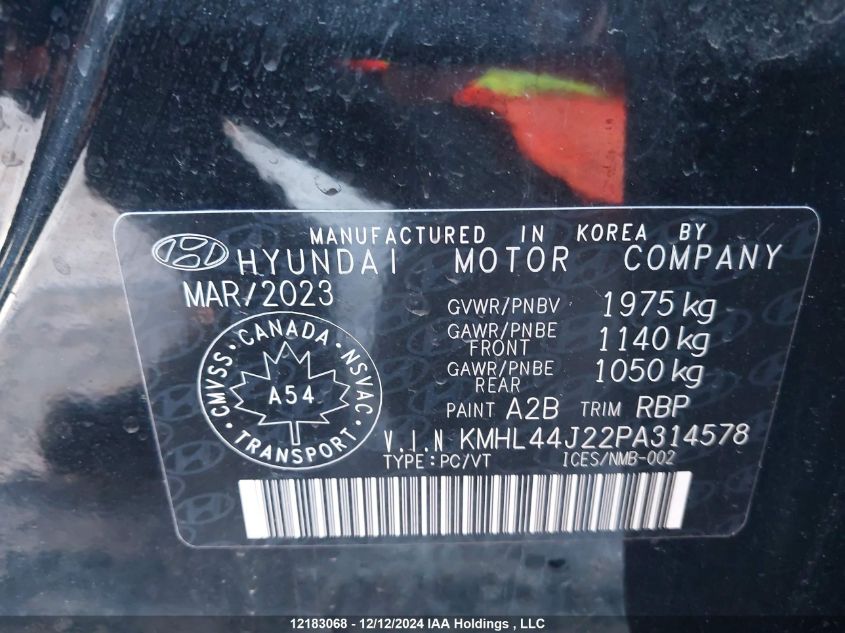 MANUFACTURED IN KOREA BY
HYUNDAI MOTOR COMPANY
MAR/2023
GVWR/PNBV 1975 kg
GAWR/PNBE FRONT 1140 kg
GAWR/PNBE REAR 1050 kg
PAINT A2B TRIM RBP
CMVSS · CANADA · NSVAC · TRANSPORT ·
A54
V.I.N KMHL44J22PA314578
TYPE : PC/VT ICES/NMB-002
12183068 - 12/12/2024 IAA Holdings , LLC